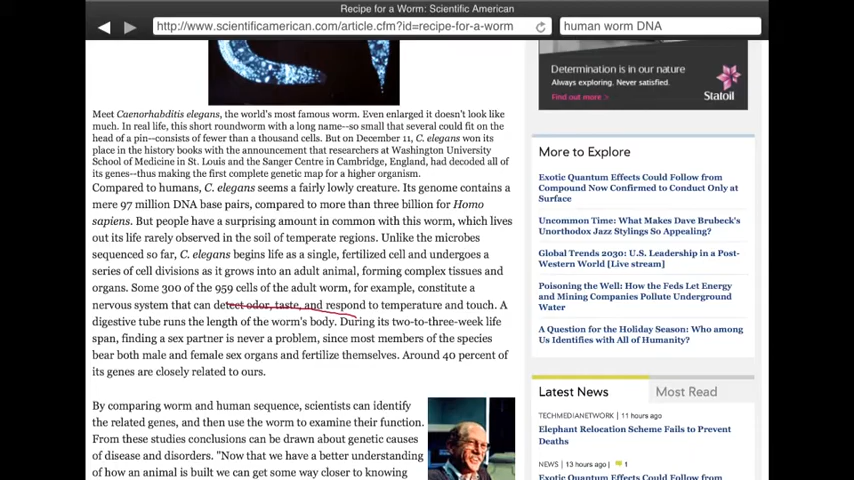 Recipe for a Worm: Scientific American
http://www.scientificamerican.com/article.cfm?id=recipe-for-a-worm
human worm DNA
Determination is in our nature
Always exploring. Never satisfied.
Find out more >
Statoil
Meet Caenorhabditis elegans, the world's most famous worm. Even enlarged it doesn't look like
much. In real life, this short roundworm with a long name--so small that several could fit on the
head of a pin--consists of fewer than a thousand cells. But on December 11, C. elegans won its
place in the history books with the announcement that researchers at Washington University
School of Medicine in St. Louis and the Sanger Centre in Cambridge, England, had decoded all of
its genes--thus making the first complete genetic map for a higher organism.
Compared to humans, C. elegans seems a fairly lowly creature. Its genome contains a
mere 97 million DNA base pairs, compared to more than three billion for Homo
sapiens. But people have a surprising amount in common with this worm, which lives
out its life rarely observed in the soil of temperate regions. Unlike the microbes
sequenced so far, C. elegans begins life as a single, fertilized cell and undergoes a
series of cell divisions as it grows into an adult animal, forming complex tissues and
organs. Some 300 of the 959 cells of the adult worm, for example, constitute a
nervous system that can detect odor, taste, and respond to temperature and touch. A
digestive tube runs the length of the worm's body. During its two-to-three-week life
span, finding a sex partner is never a problem, since most members of the species
bear both male and female sex organs and fertilize themselves. Around 40 percent of
its genes are closely related to ours.
By comparing worm and human sequence, scientists can identify
the related genes, and then use the worm to examine their function.
From these studies conclusions can be drawn about genetic causes
of disease and disorders. "Now that we have a better understanding
of how an animal is built we can get some way closer to knowing
More to Explore
Exotic Quantum Effects Could Follow from
Compound Now Confirmed to Conduct Only at
Surface
Uncommon Time: What Makes Dave Brubeck's
Unorthodox Jazz Stylings So Appealing?
Global Trends 2030: U.S. Leadership in a Post-
Western World [Live stream]
Poisoning the Well: How the Feds Let Energy
and Mining Companies Pollute Underground
Water
A Question for the Holiday Season: Who among
Us Identifies with All of Humanity?
Latest News
Most Read
TECHMEDIANETWORK | 11 hours ago
Elephant Relocation Scheme Fails to Prevent
Deaths
NEWS | 13 hours ago | 1
Exotic Quantum Effects Could Follow from